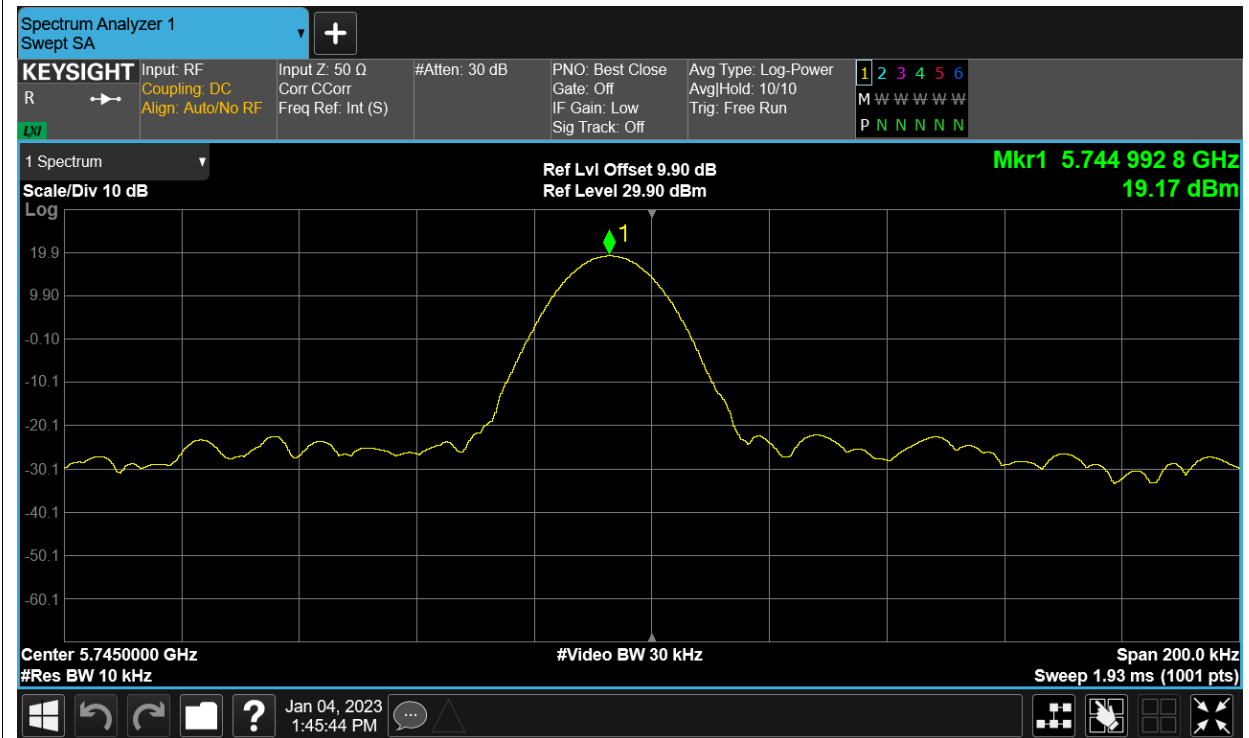 Spectrum Analyzer 1
Swept SA
+
KEYSIGHT
R
LXI
Input: RF
Coupling: DC
Align: Auto/No RF
Input Z: 50 Ω
Corr CCorr
Freq Ref: Int (S)
#Atten: 30 dB
PNO: Best Close
Gate: Off
IF Gain: Low
Sig Track: Off
Avg Type: Log-Power
Avg|Hold: 10/10
Trig: Free Run
1 2 3 4 5 6
M W W W W W
P N N N N N
1 Spectrum
Scale/Div 10 dB
Log
Ref Lvl Offset 9.90 dB
Ref Level 29.90 dBm
Mkr1 5.744 992 8 GHz
19.17 dBm
1
19.9
9.90
-0.10
-10.1
-20.1
-30.1
-40.1
-50.1
-60.1
Center 5.7450000 GHz
#Video BW 30 kHz
Span 200.0 kHz
#Res BW 10 kHz
Sweep 1.93 ms (1001 pts)
?
Jan 04, 2023
1:45:44 PM